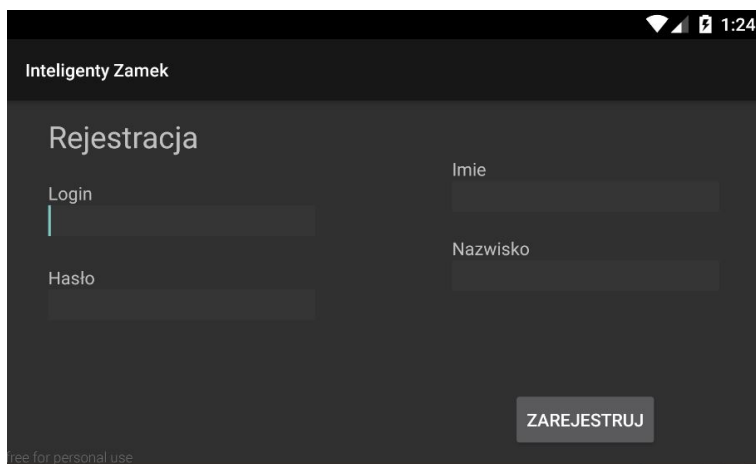 1:24
Inteligenty Zamek
Rejestracja
Login
Hasło
Imie
Nazwisko
ZAREJESTRUJ
free for personal use